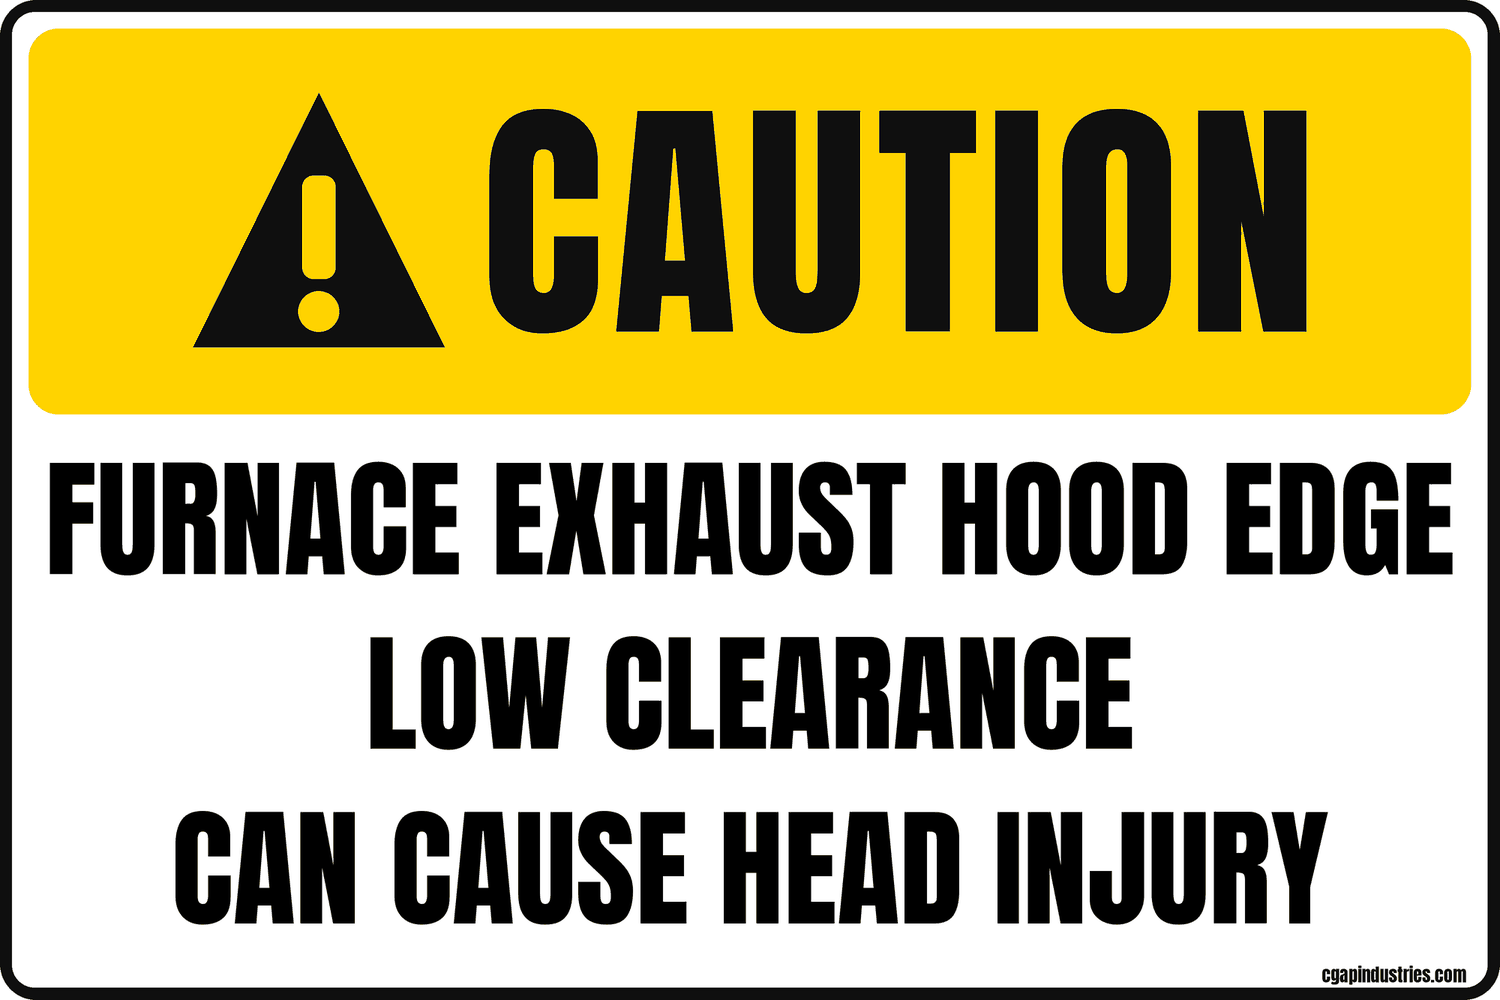 CAUTION
FURNACE EXHAUST HOOD EDGE
LOW CLEARANCE
CAN CAUSE HEAD INJURY
cgapindustries.com